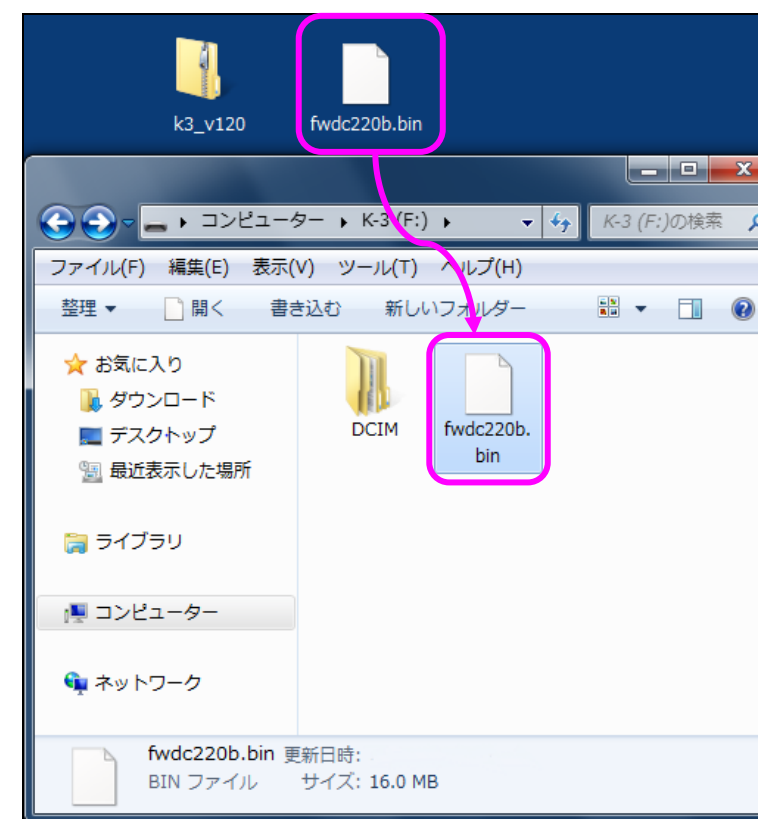 k3_v120
fwdc220b.bin
コンピューター K-3 (F:)
K-3 (F:)の検索
ファイル(F) 編集(E) 表示(V) ツール(T) ヘルプ(H)
整理 開く 書き込む 新しいフォルダー
お気に入り
ダウンロード
デスクトップ
最近表示した場所
ライブラリ
コンピューター
ネットワーク
DCIM
fwdc220b.
bin
fwdc220b.bin 更新日時:
BIN ファイル サイズ: 16.0 MB